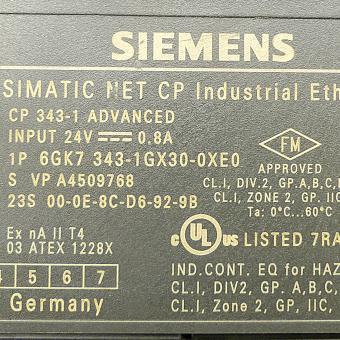 SIEMENS
SIMATIC NET CP Industrial Eth
CP 343-1 ADVANCED
INPUT 24V 0.8A
1P 6GK7 343-1GX30-0XE0
S VP A4509768
23S 00-0E-8C-D6-92-9B
FM
APPROVED
CL.I, DIV.2, GP. A,B,C,
CL.I, ZONE 2, GP. IIC
Ta: 0°C...60°C
Ex nA II T4
03 ATEX 1228X
c UL US LISTED 7RA
4 5 6 7
Germany
IND.CONT. EQ for HAZ
CL.I, DIV2, GP. A,B,C,
CL.I, Zone 2, GP, IIC,